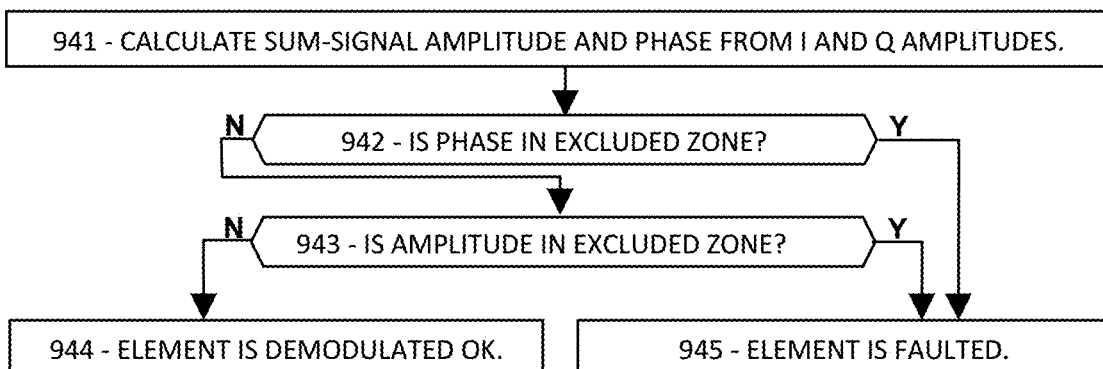 941 - CALCULATE SUM-SIGNAL AMPLITUDE AND PHASE FROM I AND Q AMPLITUDES.
N
942 - IS PHASE IN EXCLUDED ZONE?
Y
N
943 - IS AMPLITUDE IN EXCLUDED ZONE?
Y
944 - ELEMENT IS DEMODULATED OK.
945 - ELEMENT IS FAULTED.